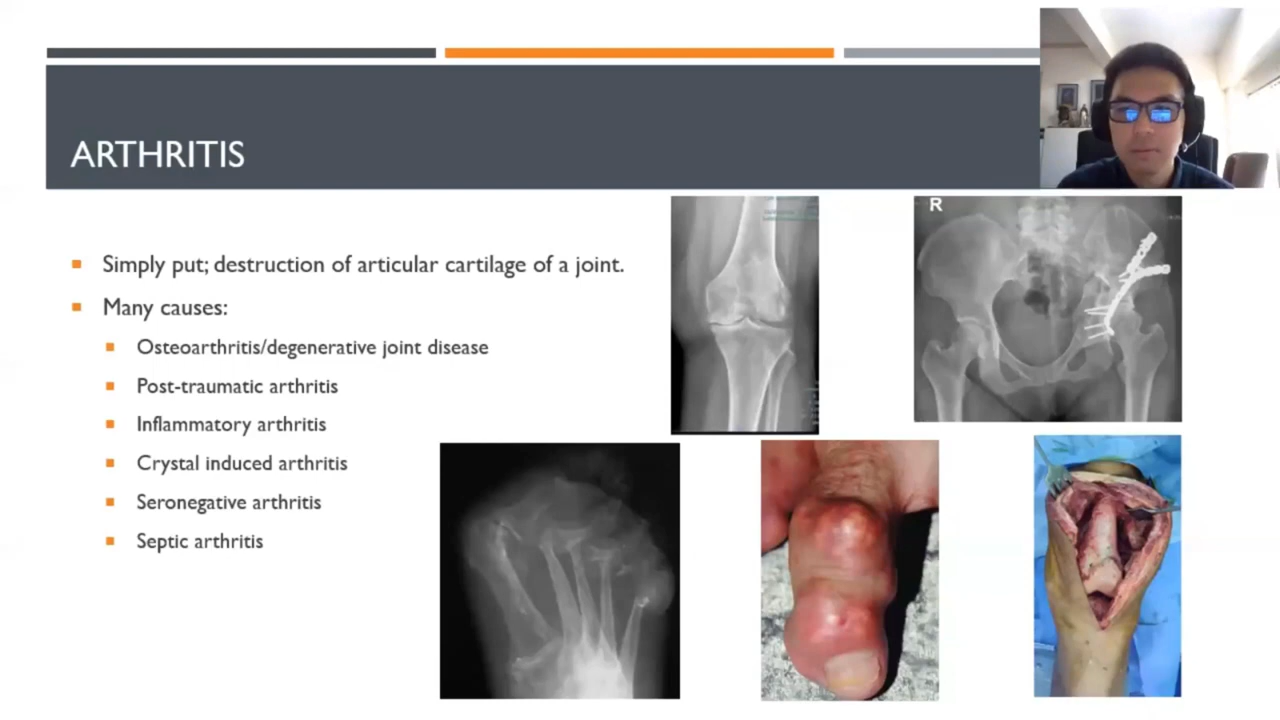 ARTHRITIS
Simply put; destruction of articular cartilage of a joint.
Many causes:
Osteoarthritis/degenerative joint disease
Post-traumatic arthritis
Inflammatory arthritis
Crystal induced arthritis
Seronegative arthritis
Septic arthritis
R